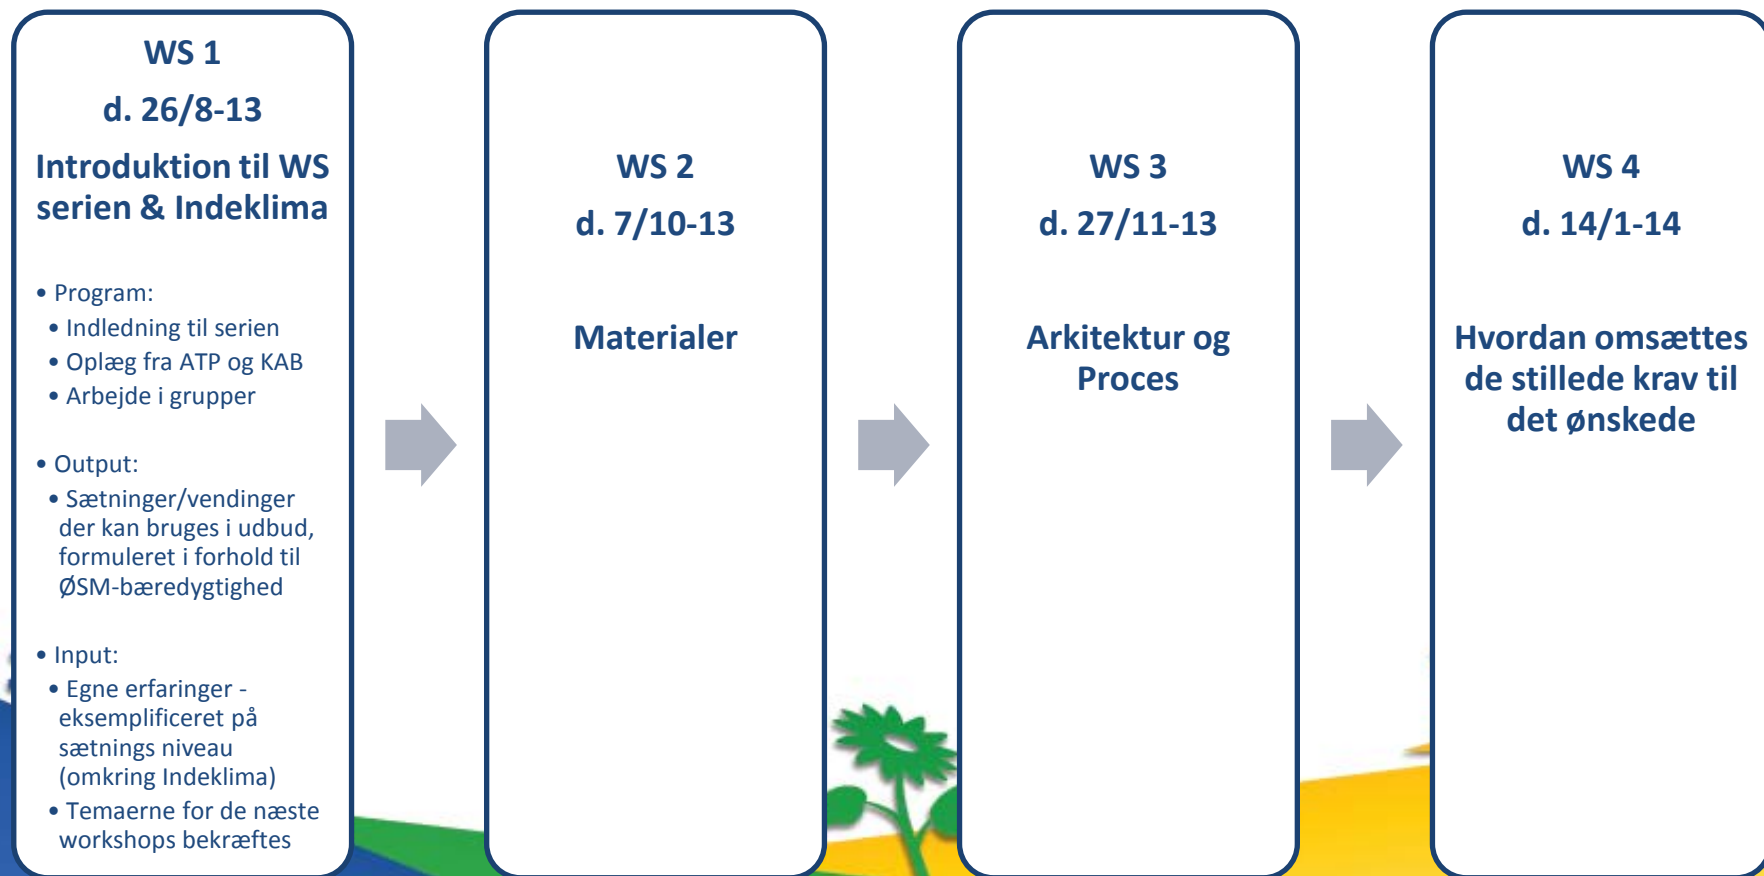 WS 1
d. 26/8-13
Introduktion til WS
serien & Indeklima
• Program:
• Indledning til serien
• Oplæg fra ATP og KAB
• Arbejde i grupper
• Output:
• Sætninger/vendinger
der kan bruges i udbud,
formuleret i forhold til
ØSM-bæredygtighed
• Input:
• Egne erfaringer -
eksemplificeret på
sætnings niveau
(omkring Indeklima)
• Temaerne for de næste
workshops bekræftes
WS 2
d. 7/10-13
Materialer
WS 3
d. 27/11-13
Arkitektur og
Proces
WS 4
d. 14/1-14
Hvordan omsættes
de stillede krav til
det ønskede